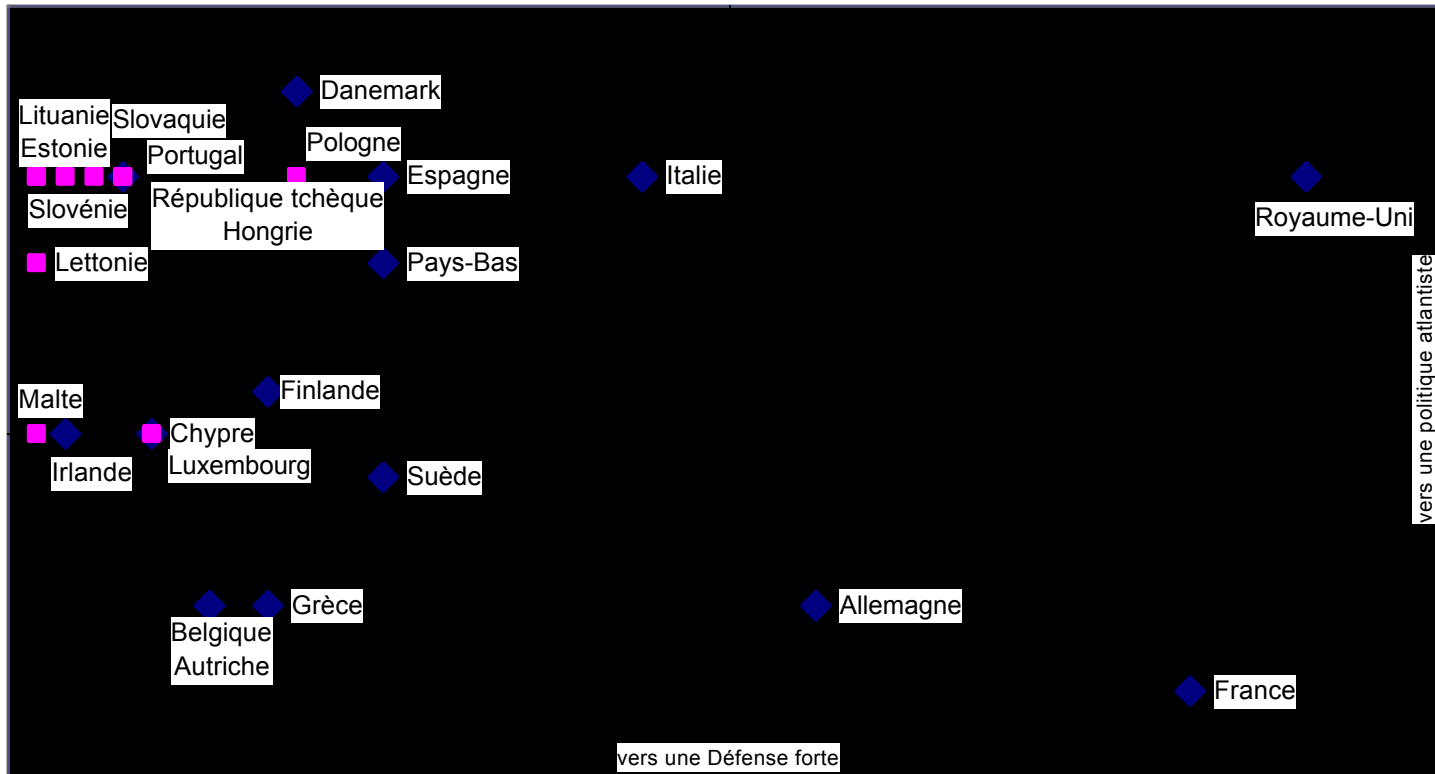 Danemark
Lituanie
Estonie
Slovaquie
Portugal
Pologne
Espagne
Italie
Slovénie
République tchèque
Hongrie
Royaume-Uni
Lettonie
Pays-Bas
vers une politique atlantiste
Finlande
Malte
Chypre
Luxembourg
Irlande
Suède
Grèce
Allemagne
Belgique
Autriche
France
vers une Défense forte